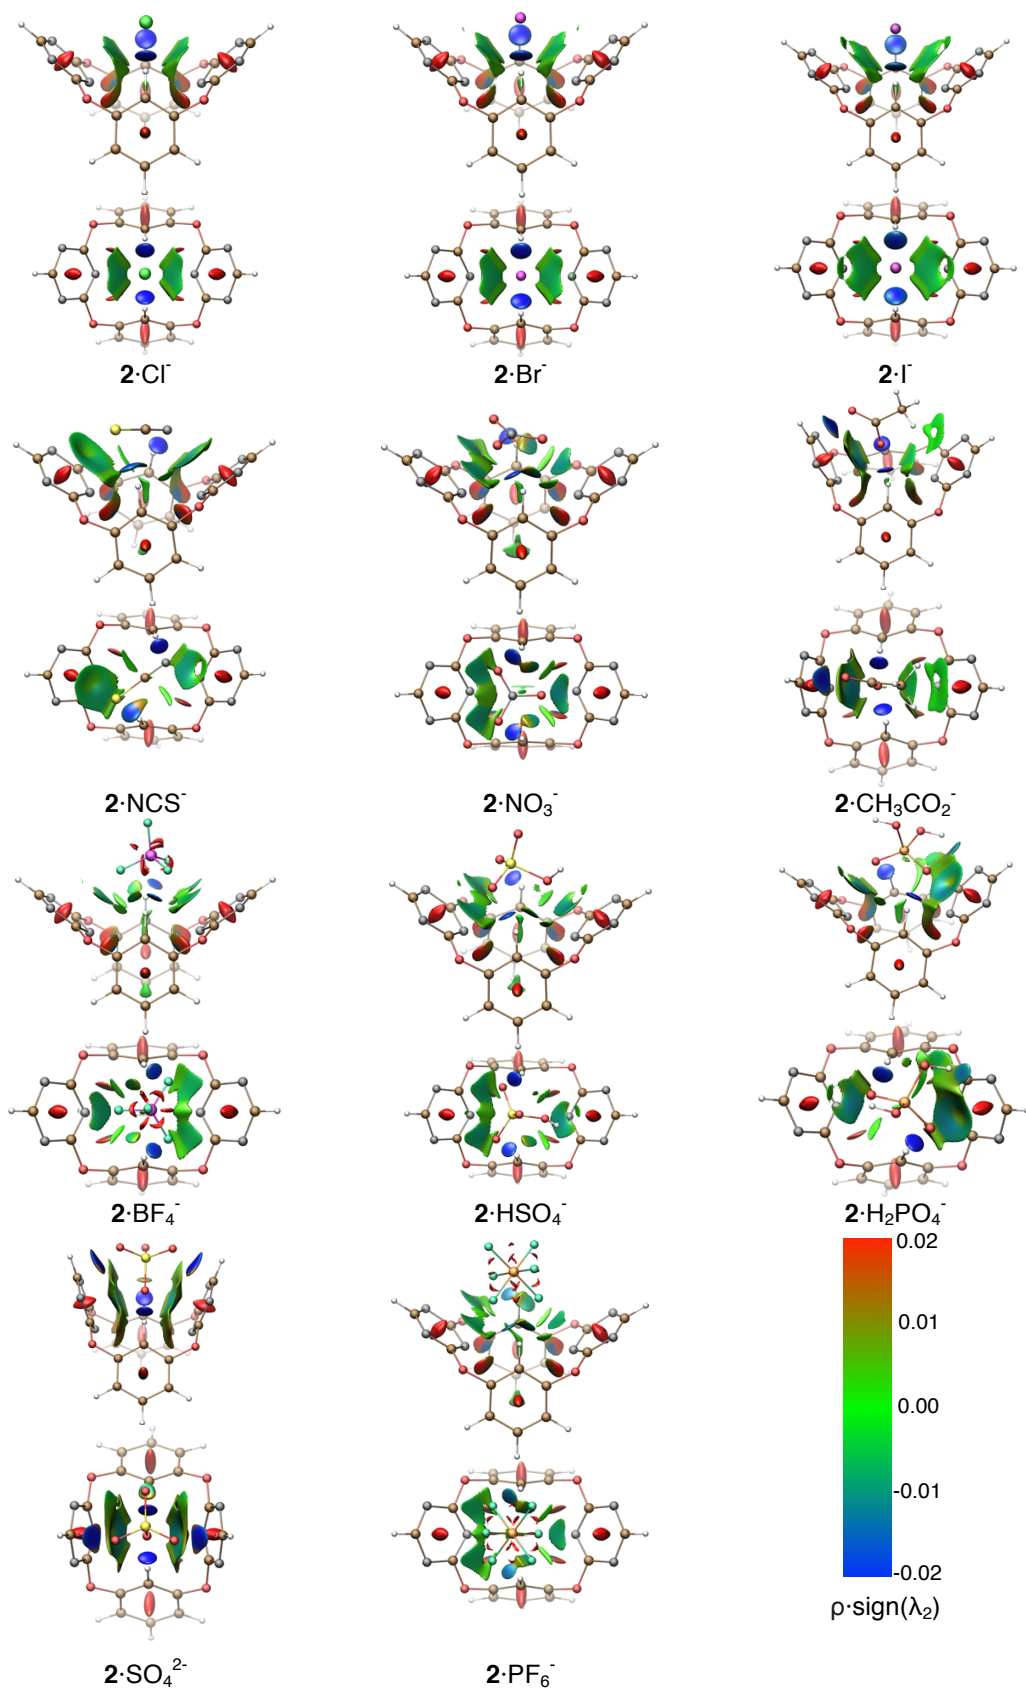 2·Cl⁻
2·Br⁻
2·I⁻
2·NCS⁻
2·NO₃⁻
2·CH₃CO₂⁻
2·BF₄⁻
2·HSO₄⁻
2·H₂PO₄⁻
0.02
0.01
0.00
-0.01
-0.02
ρ·sign(λ₂)
2·SO₄²⁻
2·PF₆⁻